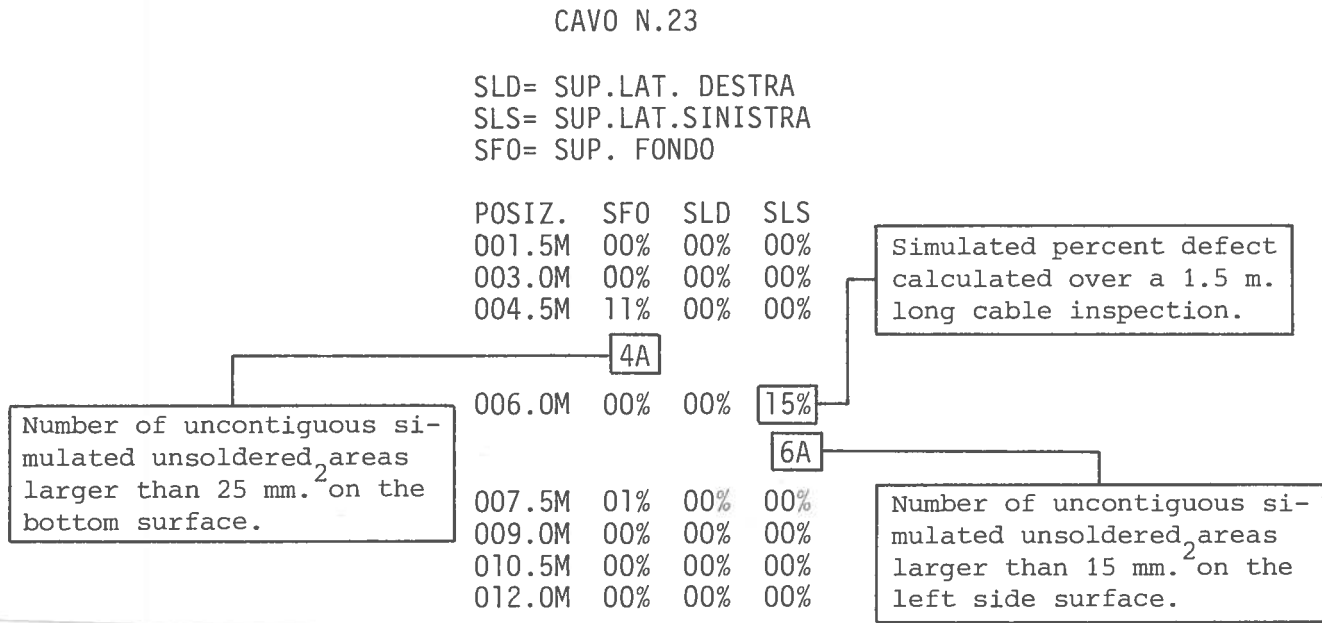 CAVO N.23
SLD= SUP.LAT. DESTRA
SLS= SUP.LAT.SINISTRA
SFO= SUP. FONDO
POSIZ. SFO SLD SLS
001.5M 00% 00% 00%
003.0M 00% 00% 00%
004.5M 11% 00% 00%
4A
006.0M 00% 00% 15%
6A
007.5M 01% 00% 00%
009.0M 00% 00% 00%
010.5M 00% 00% 00%
012.0M 00% 00% 00%
Simulated percent defect
calculated over a 1.5 m.
long cable inspection.
Number of uncontiguous si-
mulated unsoldered areas
larger than 25 mm.² on the
bottom surface.
Number of uncontiguous si-
mulated unsoldered areas
larger than 15 mm.² on the
left side surface.